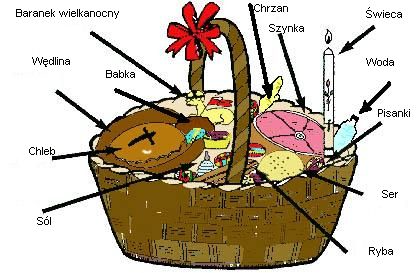 Baranek wielkanocny
Chrzan
Świeca
Szynka
Wędlina
Babka
Woda
Pisanki
Chleb
Ser
Sól
Ryba